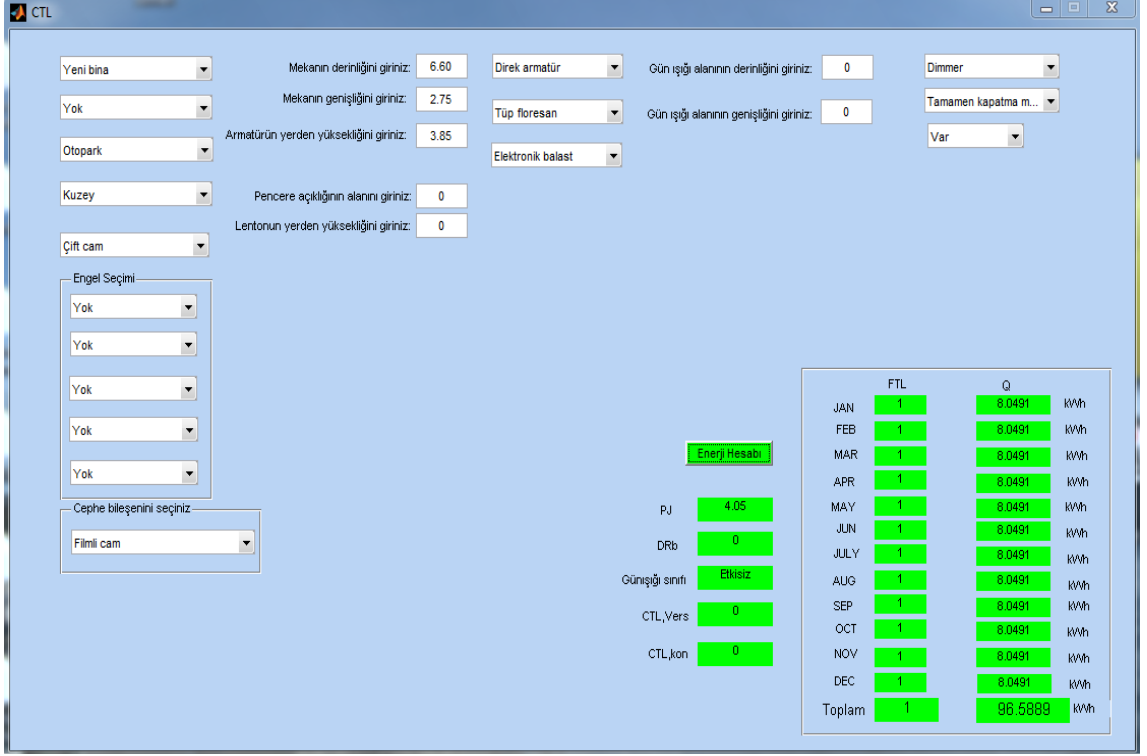 CTL
Yeni bina
Mekanın derinliğini giriniz: 6.60
Direk armatür
Gün ışığı alanının derinliğini giriniz: 0
Dimmer
Yok
Mekanın genişliğini giriniz: 2.75
Tüp floresan
Gün ışığı alanının genişliğini giriniz: 0
Tamamen kapatma m...
Otopark
Armatürün yerden yüksekliğini giriniz: 3.85
Elektronik balast
Var
Kuzey
Pencere açıklığının alanını giriniz: 0
Lentonun yerden yüksekliğini giriniz: 0
Çift cam
Engel Seçimi
Yok
Yok
Yok
Yok
Yok
Cephe bileşenini seçiniz
Filmli cam
Enerji Hesabı
PJ 4.05
DRb 0
Günışığı sınıfı Etkisiz
CTL,Vers 0
CTL,kon 0
FTL Q
JAN 1 8.0491 kWh
FEB 1 8.0491 kWh
MAR 1 8.0491 kWh
APR 1 8.0491 kWh
MAY 1 8.0491 kWh
JUN 1 8.0491 kWh
JULY 1 8.0491 kWh
AUG 1 8.0491 kWh
SEP 1 8.0491 kWh
OCT 1 8.0491 kWh
NOV 1 8.0491 kWh
DEC 1 8.0491 kWh
Toplam 1 96.5889 kWh